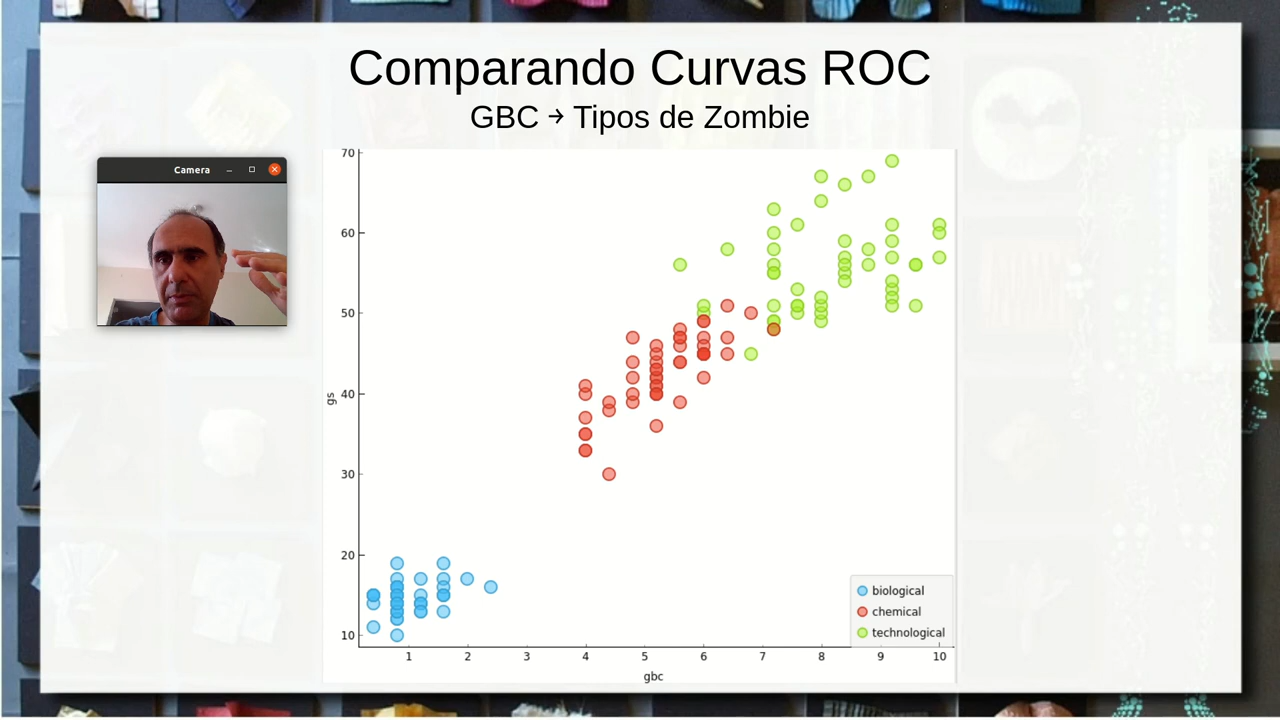 Comparando Curvas ROC
GBC → Tipos de Zombie
Camera
70
60
50
40
30
20
10
gs
biological
chemical
technological
1 2 3 4 5 6 7 8 9 10
gbc